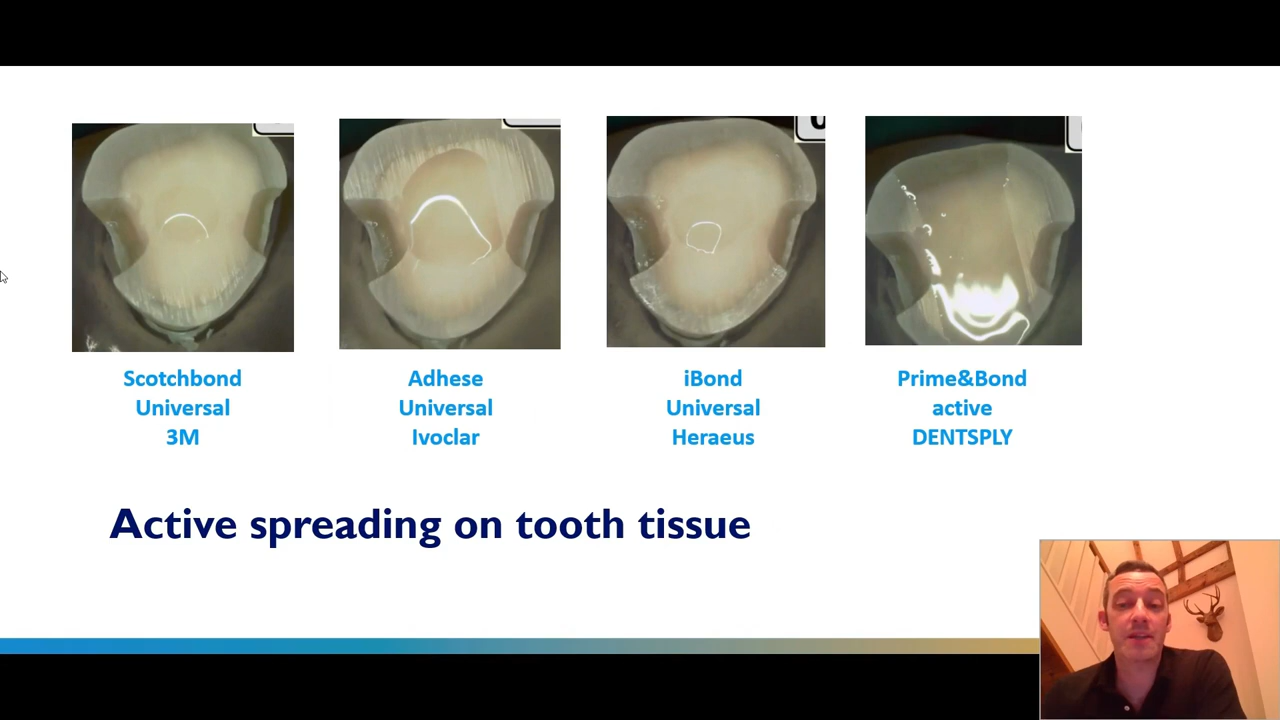 Scotchbond
Universal
3M
Adhese
Universal
Ivoclar
iBond
Universal
Heraeus
Prime&Bond
active
DENTSPLY
Active spreading on tooth tissue